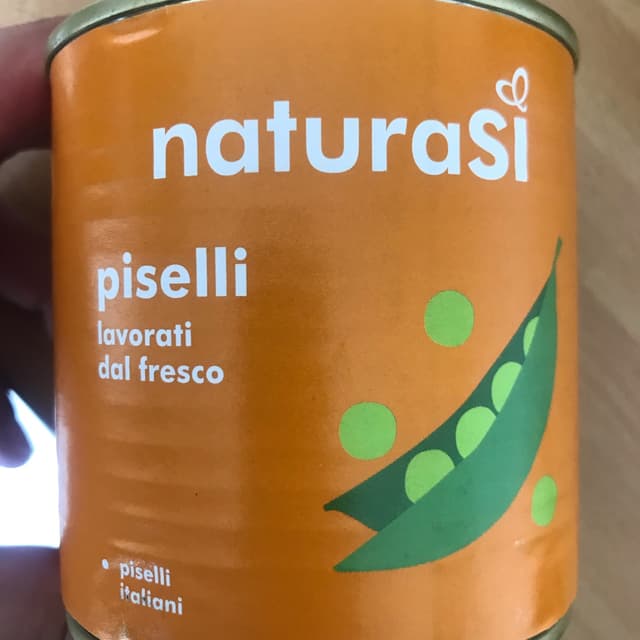 naturasì
piselli
lavorati
dal fresco
• piselli
italiani